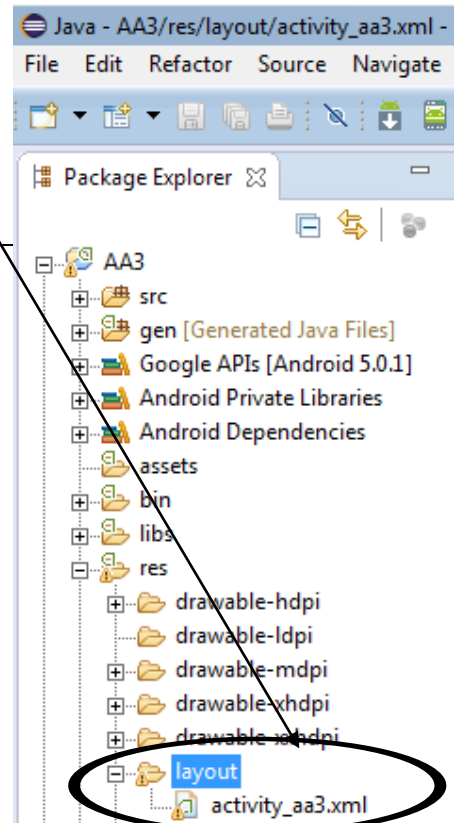 Java - AA3/res/layout/activity_aa3.xml -
File Edit Refactor Source Navigate
Package Explorer
AA3
src
gen [Generated Java Files]
Google APIs [Android 5.0.1]
Android Private Libraries
Android Dependencies
assets
bin
libs
res
drawable-hdpi
drawable-ldpi
drawable-mdpi
drawable-xhdpi
drawable-xxhdpi
layout
activity_aa3.xml